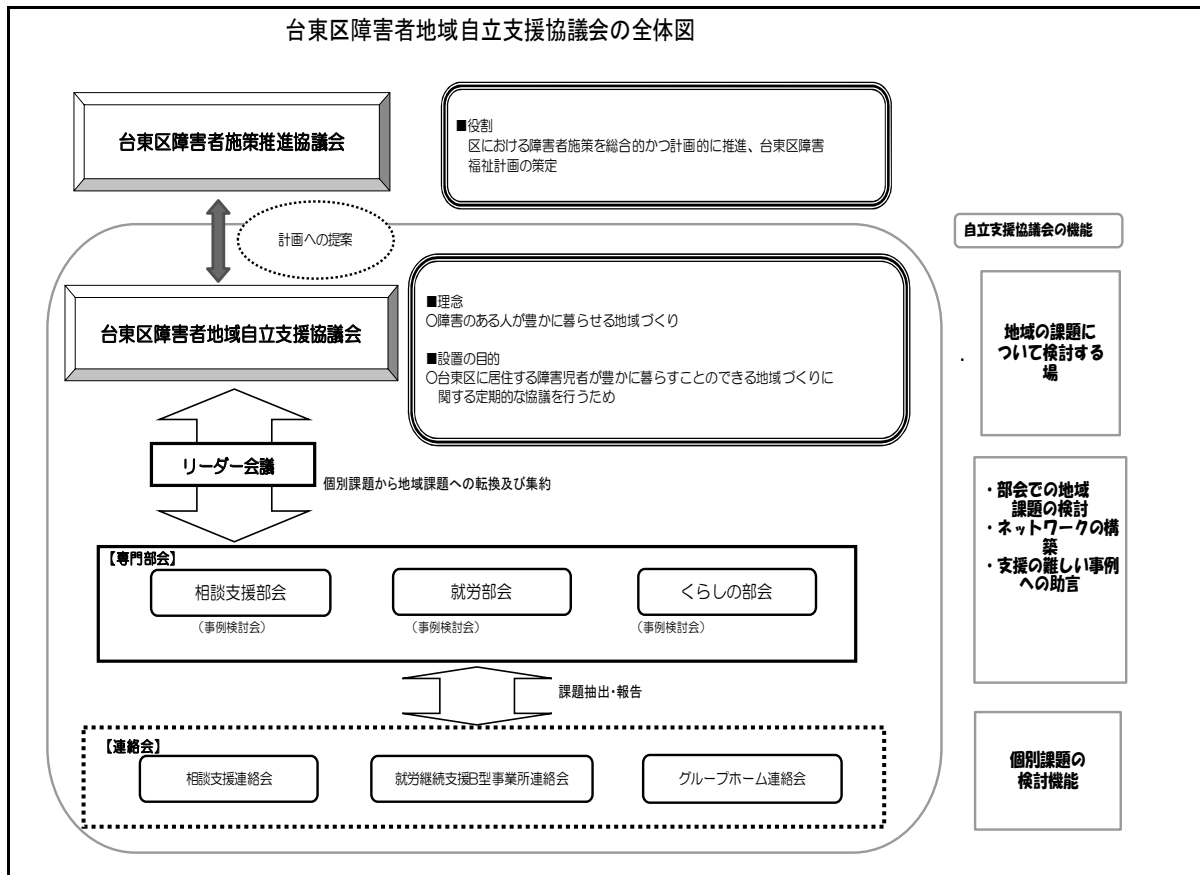 台東区障害者地域自立支援協議会の全体図
台東区障害者施策推進協議会
■役割
区における障害者施策を総合的かつ計画的に推進、台東区障害
福祉計画の策定
計画への提案
自立支援協議会の機能
台東区障害者地域自立支援協議会
■理念
○障害のある人が豊かに暮らせる地域づくり
■設置の目的
○台東区に居住する障害児者が豊かに暮らすことのできる地域づくりに
関する定期的な協議を行うため
地域の課題に
ついて検討する
場
リーダー会議
個別課題から地域課題への転換及び集約
・部会での地域
課題の検討
・ネットワークの構
築
・支援の難しい事例
への助言
【専門部会】
相談支援部会
就労部会
くらしの部会
(事例検討会)
(事例検討会)
(事例検討会)
課題抽出・報告
【連絡会】
相談支援連絡会
就労継続支援B型事業所連絡会
グループホーム連絡会
個別課題の
検討機能